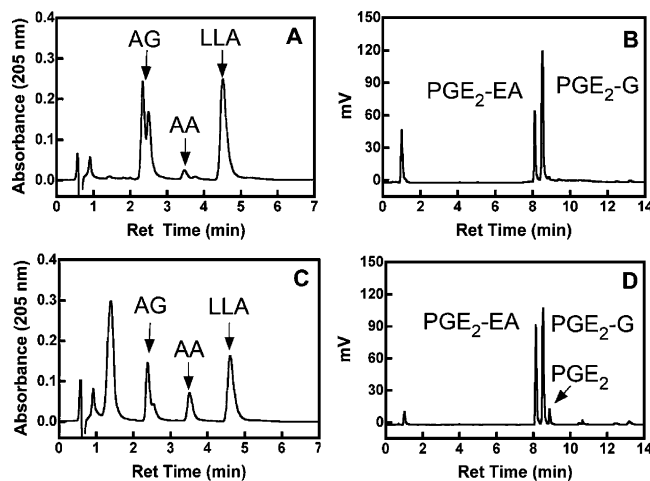 A
AG
LLA
AA
Absorbance (205 nm)
0.4
0.3
0.2
0.1
0.0
0 1 2 3 4 5 6 7
Ret Time (min)
B
PGE2-EA
PGE2-G
mV
150
120
90
60
30
0
0 2 4 6 8 10 12 14
Ret Time (min)
C
AG
LLA
AA
Absorbance (205 nm)
0.4
0.3
0.2
0.1
0.0
0 1 2 3 4 5 6 7
Ret Time (min)
D
PGE2-EA
PGE2-G
PGE2
mV
150
120
90
60
30
0
0 2 4 6 8 10 12 14
Ret Time (min)